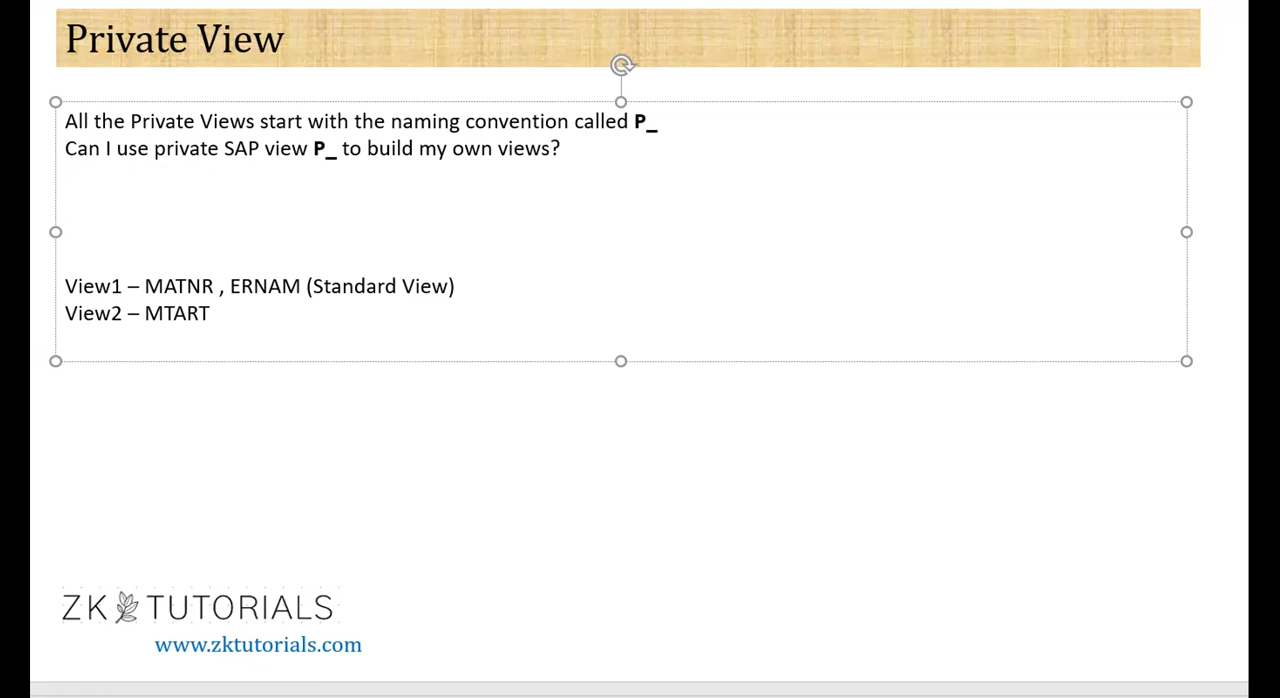 Private View
All the Private Views start with the naming convention called P_
Can I use private SAP view P_ to build my own views?
View1 – MATNR , ERNAM (Standard View)
View2 – MTART
ZK TUTORIALS
www.zktutorials.com